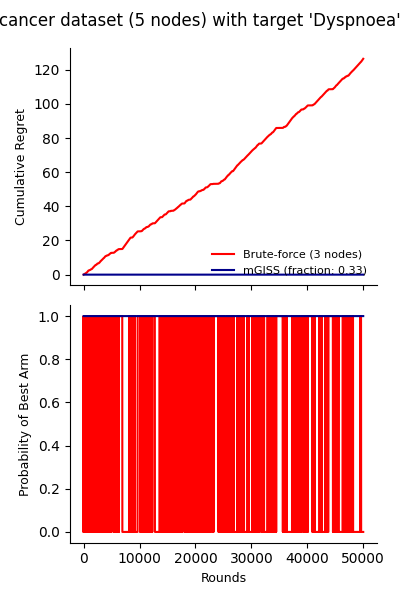 cancer dataset (5 nodes) with target 'Dyspnoea'
120
100
80
60
40
20
0
Cumulative Regret
Brute-force (3 nodes)
mGISS (fraction: 0.33)
1.0
0.8
0.6
0.4
0.2
0.0
Probability of Best Arm
0 10000 20000 30000 40000 50000
Rounds